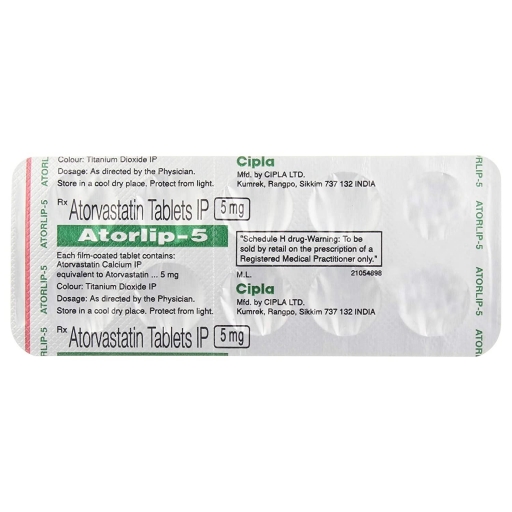 Colour: Titanium Dioxide IP
Dosage: As directed by the Physician.
Store in a cool dry place. Protect from light.
Cipla
Mfd. by CIPLA LTD.
Kumrek, Rangpo, Sikkim 737 132 INDIA
Rx Atorvastatin Tablets IP 5 mg
Atorlip-5
Each film-coated tablet contains:
Atorvastatin Calcium IP
equivalent to Atorvastatin ... 5 mg
Colour: Titanium Dioxide IP
Dosage: As directed by the Physician.
Store in a cool dry place. Protect from light.
"Schedule H drug-Warning: To be
sold by retail on the prescription of a
Registered Medical Practitioner only."
M.L. 21054898
Cipla
Mfd. by CIPLA LTD.
Kumrek, Rangpo, Sikkim 737 132 INDIA
Rx Atorvastatin Tablets IP 5 mg
ATORLIP-5
ATORLIP-5
ATORLIP-5
RLIP-5
ATORLIP-5
ATORLIP-5